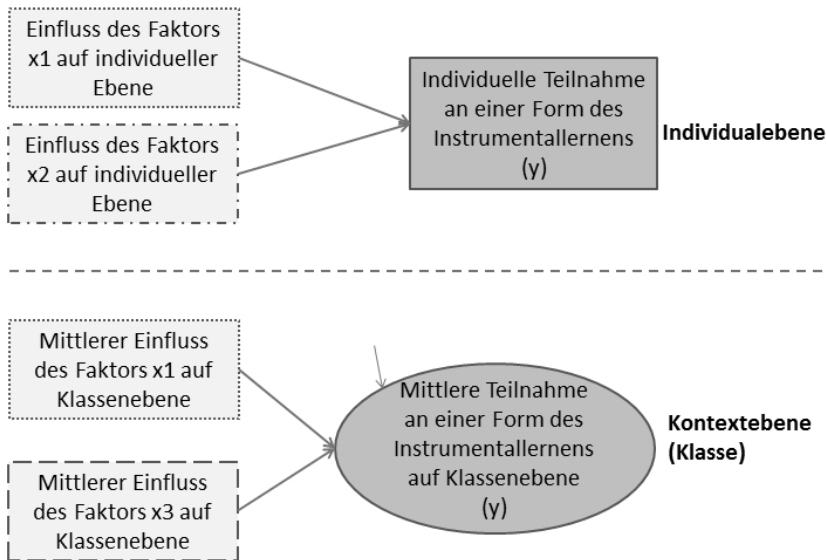 Einfluss des Faktors
x1 auf individueller
Ebene
Einfluss des Faktors
x2 auf individueller
Ebene
Individuelle Teilnahme
an einer Form des
Instrumentallernens
(y)
Individualebene
Mittlerer Einfluss
des Faktors x1 auf
Klassenebene
Mittlerer Einfluss
des Faktors x3 auf
Klassenebene
Mittlere Teilnahme
an einer Form des
Instrumentallernens
auf Klassenebene
(y)
Kontextebene
(Klasse)